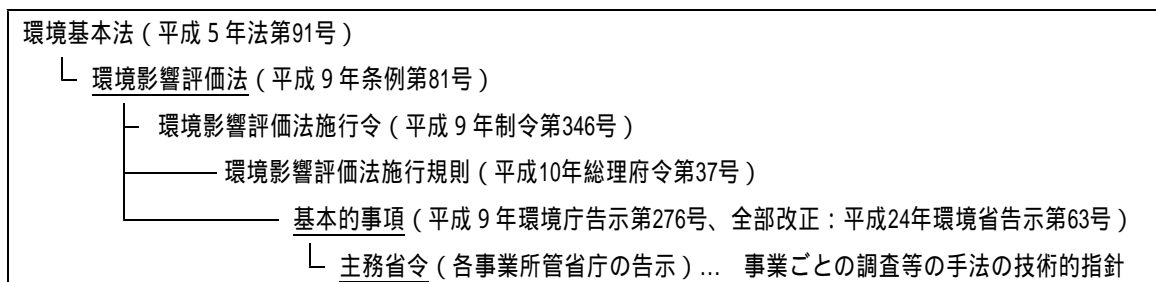 環境基本法（平成５年法第91号）
環境影響評価法（平成９年条例第81号）
環境影響評価法施行令（平成９年制令第346号）
環境影響評価法施行規則（平成10年総理府令第37号）
基本的事項（平成９年環境庁告示第276号、全部改正：平成24年環境省告示第63号）
主務省令（各事業所管省庁の告示）… 事業ごとの調査等の手法の技術的指針